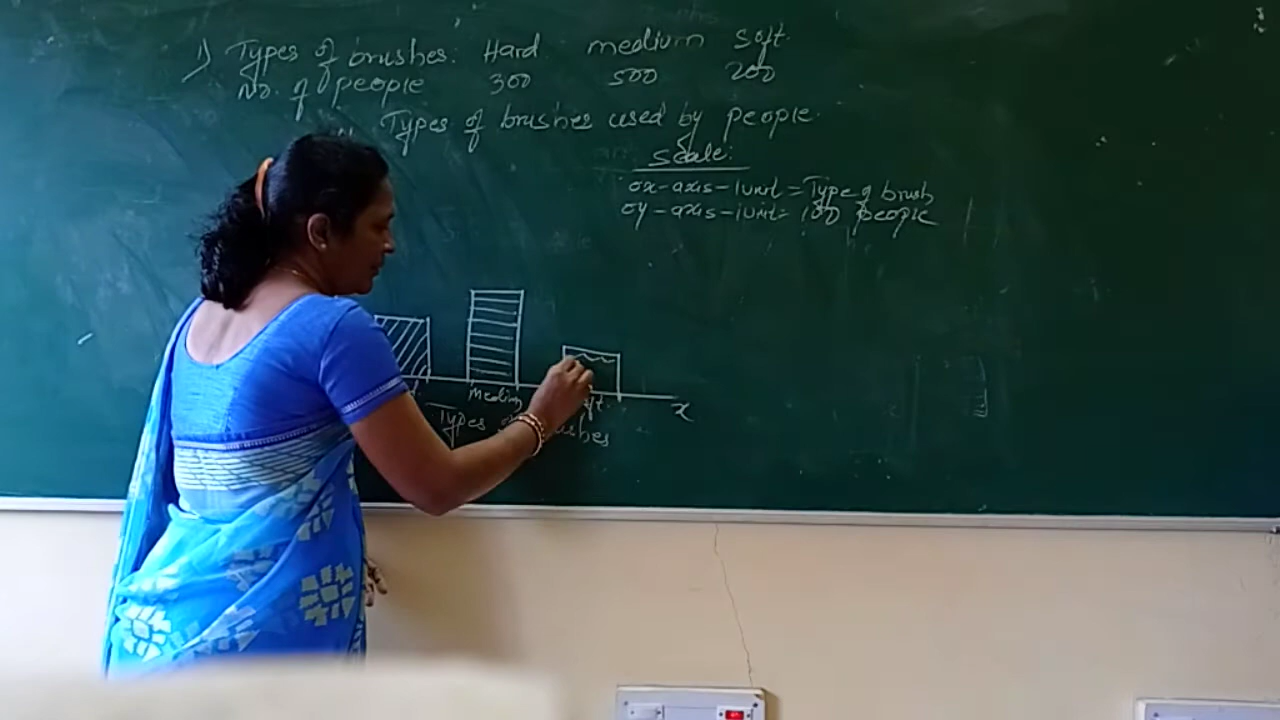 1) Types of brushes: Hard medium Soft.
No. of people 300 500 200
Types of brushes used by people.
Scale:
ox-axis-1unit = Type of brush
oy-axis-1unit= 100 people
Medium
x
Types